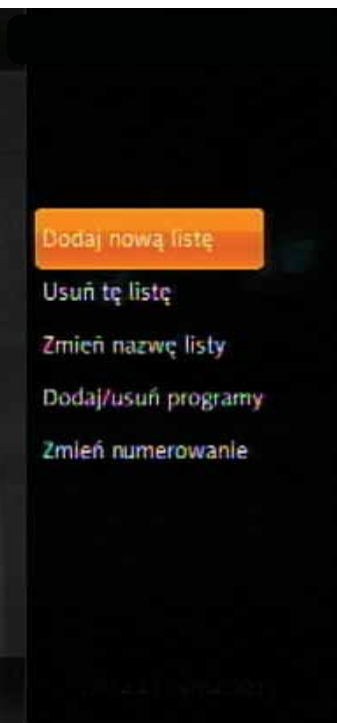 Dodaj nową listę
Usuń tę listę
Zmień nazwę listy
Dodaj/usuń programy
Zmień numerowanie